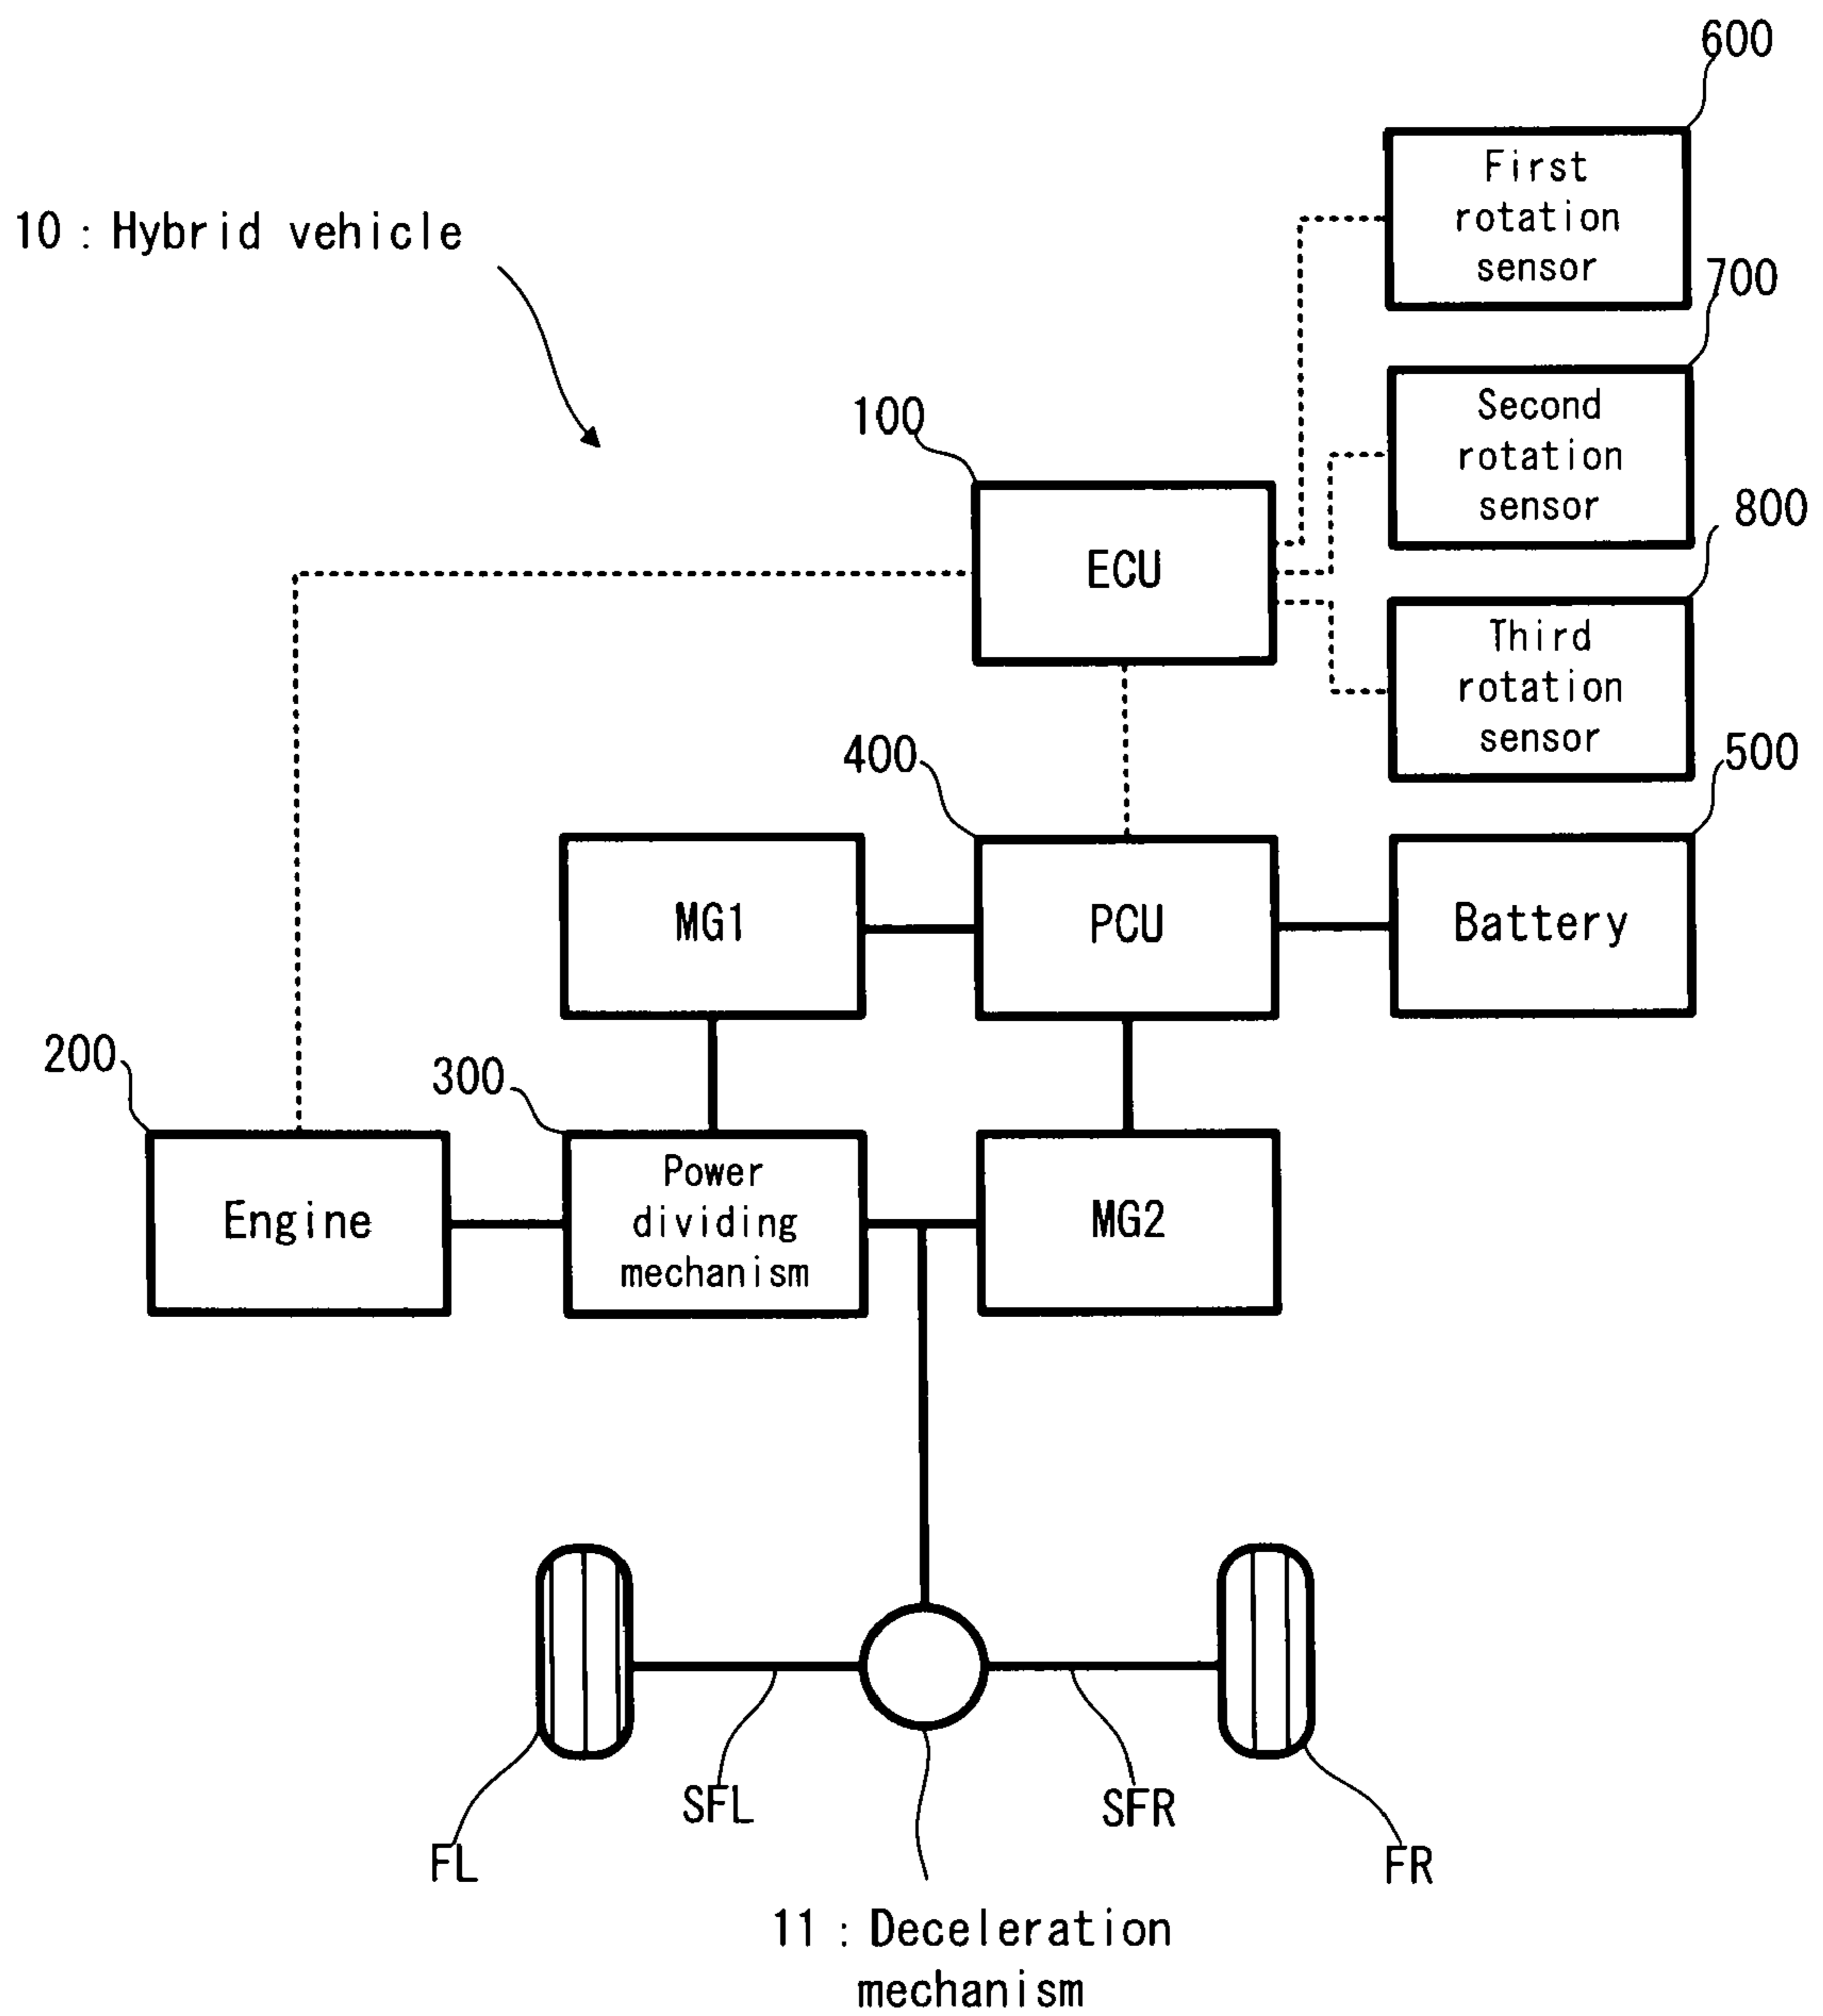 600
First
rotation
sensor
10 : Hybrid vehicle
700
Second
rotation
sensor
100
ECU
800
Third
rotation
sensor
400
500
MG1
PCU
Battery
200
300
Engine
Power
dividing
mechanism
MG2
SFL
SFR
FL
FR
11 : Deceleration
mechanism